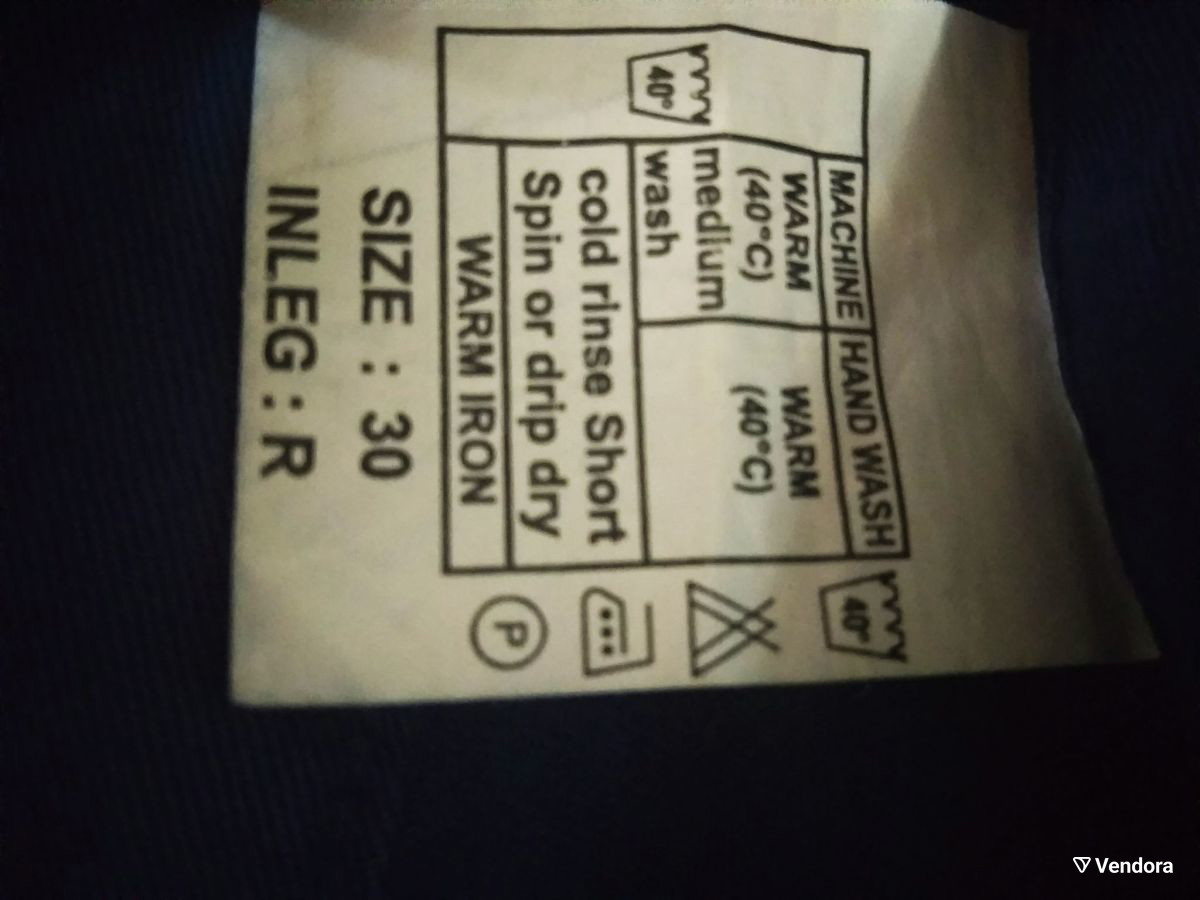 MACHINE HAND WASH
40°
WARM
(40°C)
medium
wash
WARM
(40°C)
cold rinse Short
Spin or drip dry
WARM IRON
40°
P
SIZE : 30
INLEG : R
Vendora